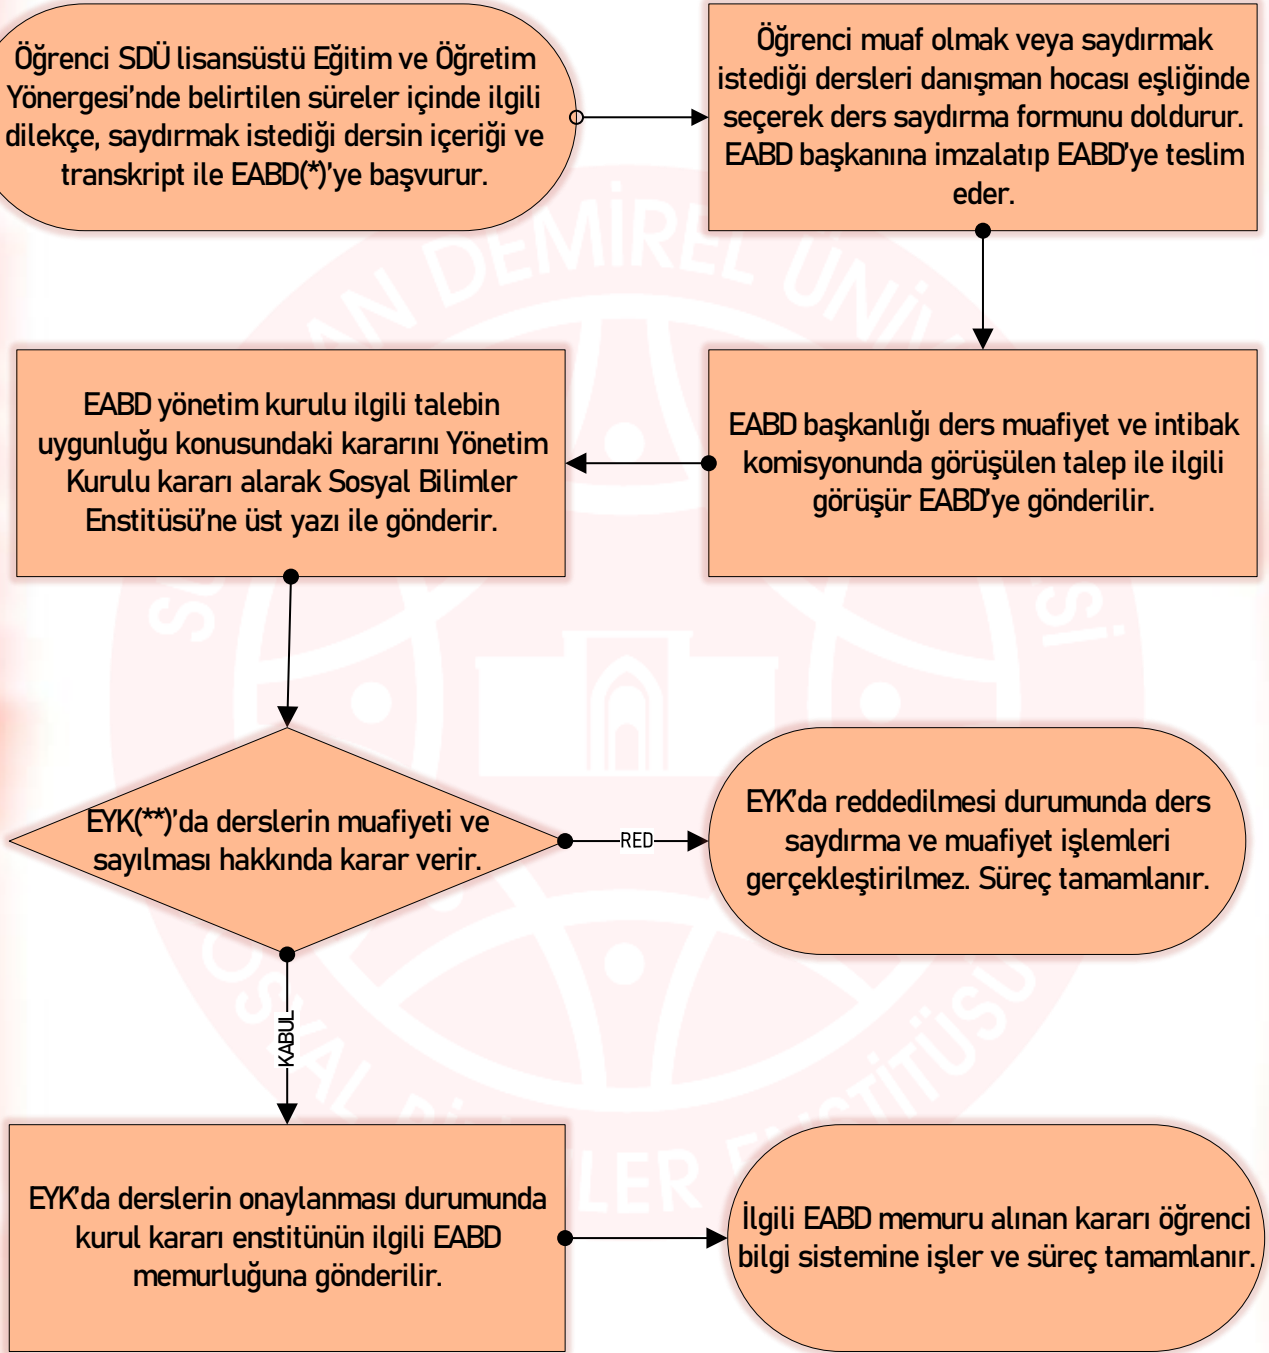 Öğrenci SDÜ lisansüstü Eğitim ve Öğretim
Yönergesi'nde belirtilen süreler içinde ilgili
dilekçe, saydırmak istediği dersin içeriği ve
transkript ile EABD(*)'ye başvurur.
Öğrenci muaf olmak veya saydırmak
istediği dersleri danışman hocası eşliğinde
seçerek ders saydırma formunu doldurur.
EABD başkanına imzalatıp EABD'ye teslim
eder.
EABD başkanlığı ders muafiyet ve intibak
komisyonunda görüşülen talep ile ilgili
görüşür EABD'ye gönderilir.
EABD yönetim kurulu ilgili talebin
uygunluğu konusundaki kararını Yönetim
Kurulu kararı alarak Sosyal Bilimler
Enstitüsü'ne üst yazı ile gönderir.
EYK(**)'da derslerin muafiyeti ve
sayılması hakkında karar verir.
RED
EYK'da reddedilmesi durumunda ders
saydırma ve muafiyet işlemleri
gerçekleştirilmez. Süreç tamamlanır.
KABUL
EYK'da derslerin onaylanması durumunda
kurul kararı enstitünün ilgili EABD
memurluğuna gönderilir.
İlgili EABD memuru alınan kararı öğrenci
bilgi sistemine işler ve süreç tamamlanır.